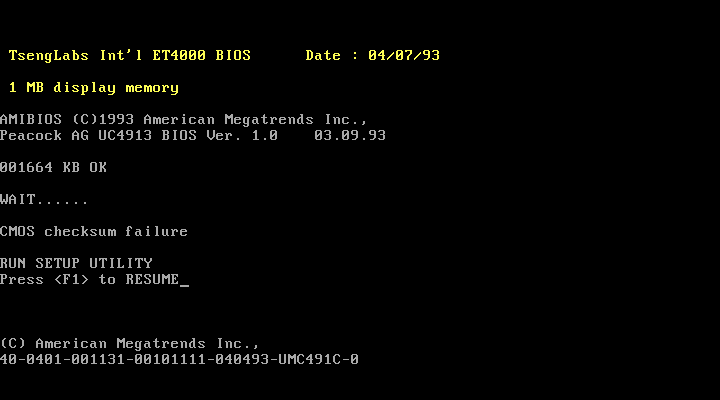 TsengLabs Int'l ET4000 BIOS Date : 04/07/93
1 MB display memory
AMIBIOS (C)1993 American Megatrends Inc.,
Peacock AG UC4913 BIOS Ver. 1.0 03.09.93
001664 KB OK
WAIT......
CMOS checksum failure
RUN SETUP UTILITY
Press <F1> to RESUME_
(C) American Megatrends Inc.,
40-0401-001131-00101111-040493-UMC491C-0